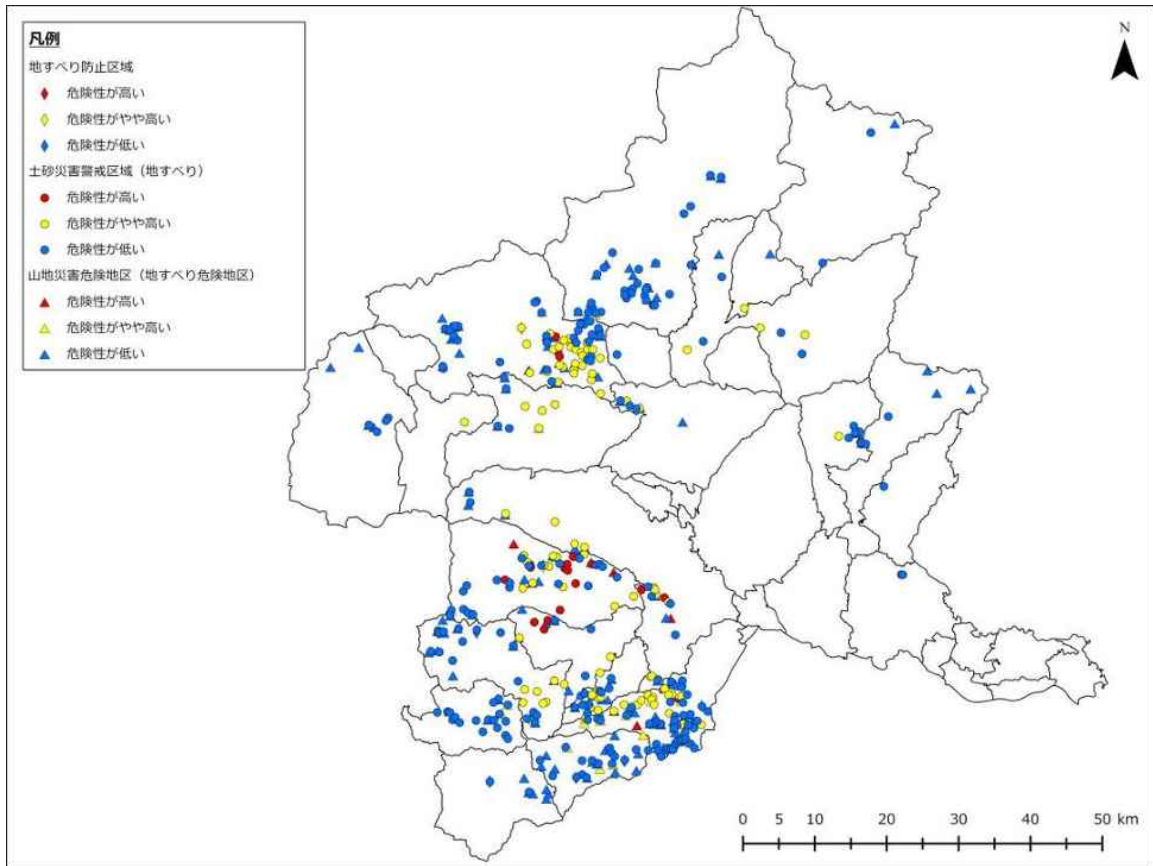 凡例
地すべり防止区域
危険性が高い
危険性がやや高い
危険性が低い
土砂災害警戒区域（地すべり）
危険性が高い
危険性がやや高い
危険性が低い
山地災害危険地区（地すべり危険地区）
危険性が高い
危険性がやや高い
危険性が低い
N
0 5 10 20 30 40 50 km